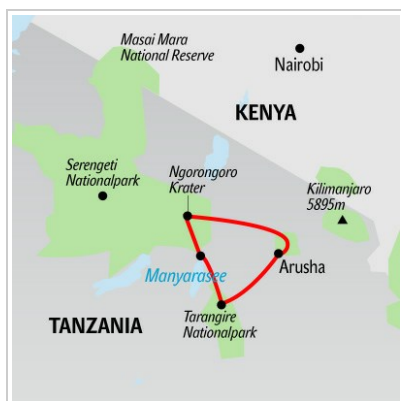 Masai Mara
National Reserve
Nairobi
KENYA
Serengeti
Nationalpark
Ngorongoro
Krater
Kilimanjaro
5895m
Manyarasee
Arusha
TANZANIA
Tarangire
Nationalpark